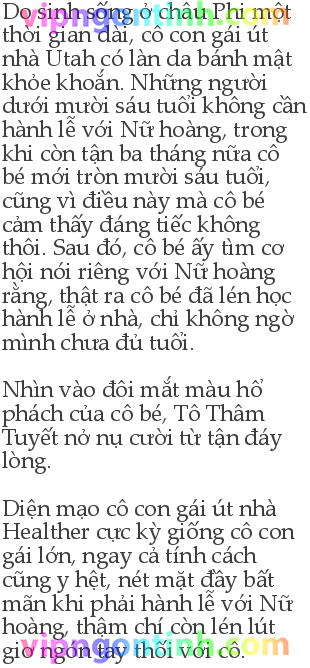 Do sinh sống ở châu Phi một
vipngontinh.com
thời gian dài, cô con gái út
nhà Utah có làn da bánh mật
khỏe khoắn. Những người
dưới mười sáu tuổi không cần
hành lễ với Nữ hoàng, trong
khi còn tận ba tháng nữa cô
bé mới tròn mười sáu tuổi,
cũng vì điều này mà cô bé
cảm thấy đáng tiếc không
thôi. Sau đó, cô bé ấy tìm cơ
hội nói riêng với Nữ hoàng
rằng, thật ra cô bé đã lén học
hành lễ ở nhà, chỉ không ngờ
mình chưa đủ tuổi.
Nhìn vào đôi mắt màu hổ
phách của cô bé, Tô Thâm
Tuyết nở nụ cười từ tận đáy
lòng.
Diện mạo cô con gái út nhà
Healther cực kỳ giống cô con
gái lớn, ngay cả tính cách
cũng y hệt, nét mặt đầy bất
mãn khi phải hành lễ với Nữ
hoàng, thậm chí còn lén lút
giơ ngón tay thối với cô.
vipngontinh.com